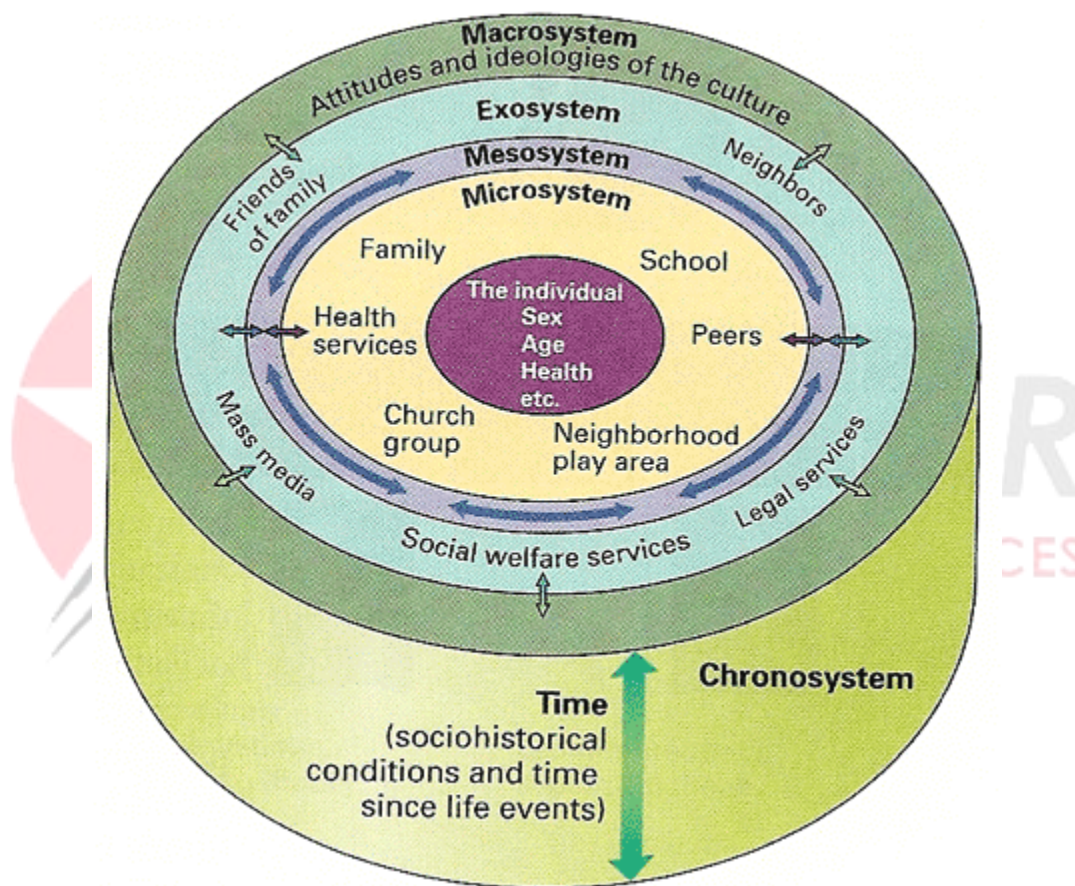 Macrosystem
Attitudes and ideologies of the culture
Exosystem
Mesosystem
Microsystem
Friends
of family
Neighbors
Family
School
The individual
Sex
Age
Health
etc.
Health
services
Peers
Church
group
Neighborhood
play area
Mass media
Legal services
Social welfare services
Chronosystem
Time
(sociohistorical
conditions and time
since life events)
R
CES